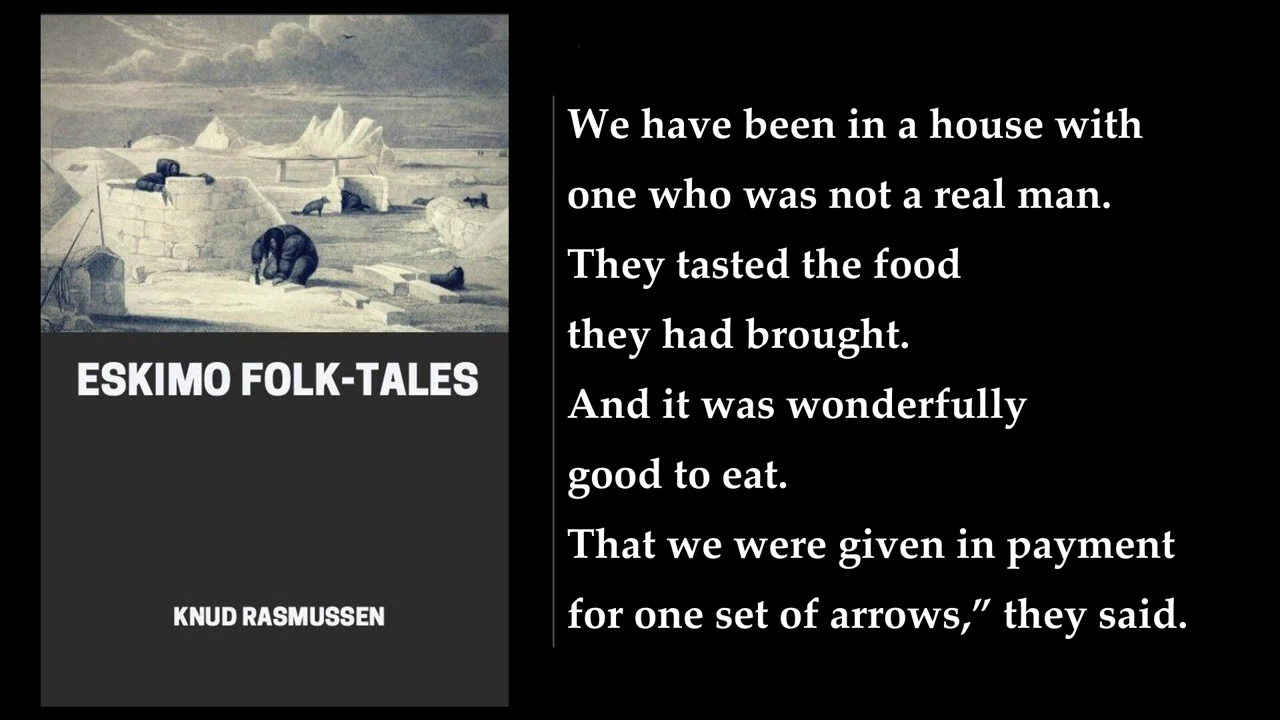 ESKIMO FOLK-TALES
KNUD RASMUSSEN
We have been in a house with
one who was not a real man.
They tasted the food
they had brought.
And it was wonderfully
good to eat.
That we were given in payment
for one set of arrows,” they said.